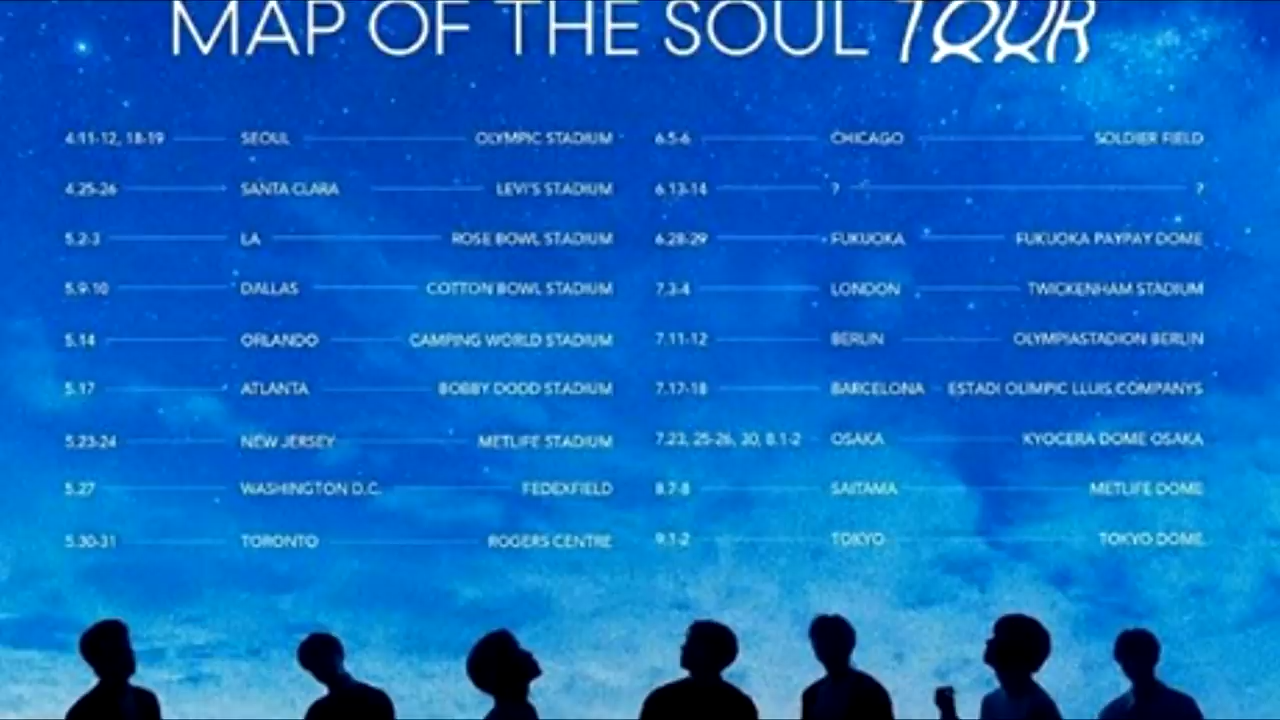 MAP OF THE SOUL TOUR
4.11-12, 18-19 SEOUL OLYMPIC STADIUM
4.25-26 SANTA CLARA LEVI'S STADIUM
5.2-3 LA ROSE BOWL STADIUM
5.9-10 DALLAS COTTON BOWL STADIUM
5.14 ORLANDO CAMPING WORLD STADIUM
5.17 ATLANTA BOBBY DODD STADIUM
5.23-24 NEW JERSEY METLIFE STADIUM
5.27 WASHINGTON D.C. FEDEXFIELD
5.30-31 TORONTO ROGERS CENTRE
6.5-6 CHICAGO SOLDIER FIELD
6.13-14 ? ?
6.28-29 FUKUOKA FUKUOKA PAYPAY DOME
7.3-4 LONDON TWICKENHAM STADIUM
7.11-12 BERLIN OLYMPIASTADION BERLIN
7.17-18 BARCELONA ESTADI OLIMPIC LLUIS COMPANYS
7.23, 25-26, 30, 8.1-2 OSAKA KYOCERA DOME OSAKA
8.7-8 SAITAMA METLIFE DOME
9.1-2 TOKYO TOKYO DOME